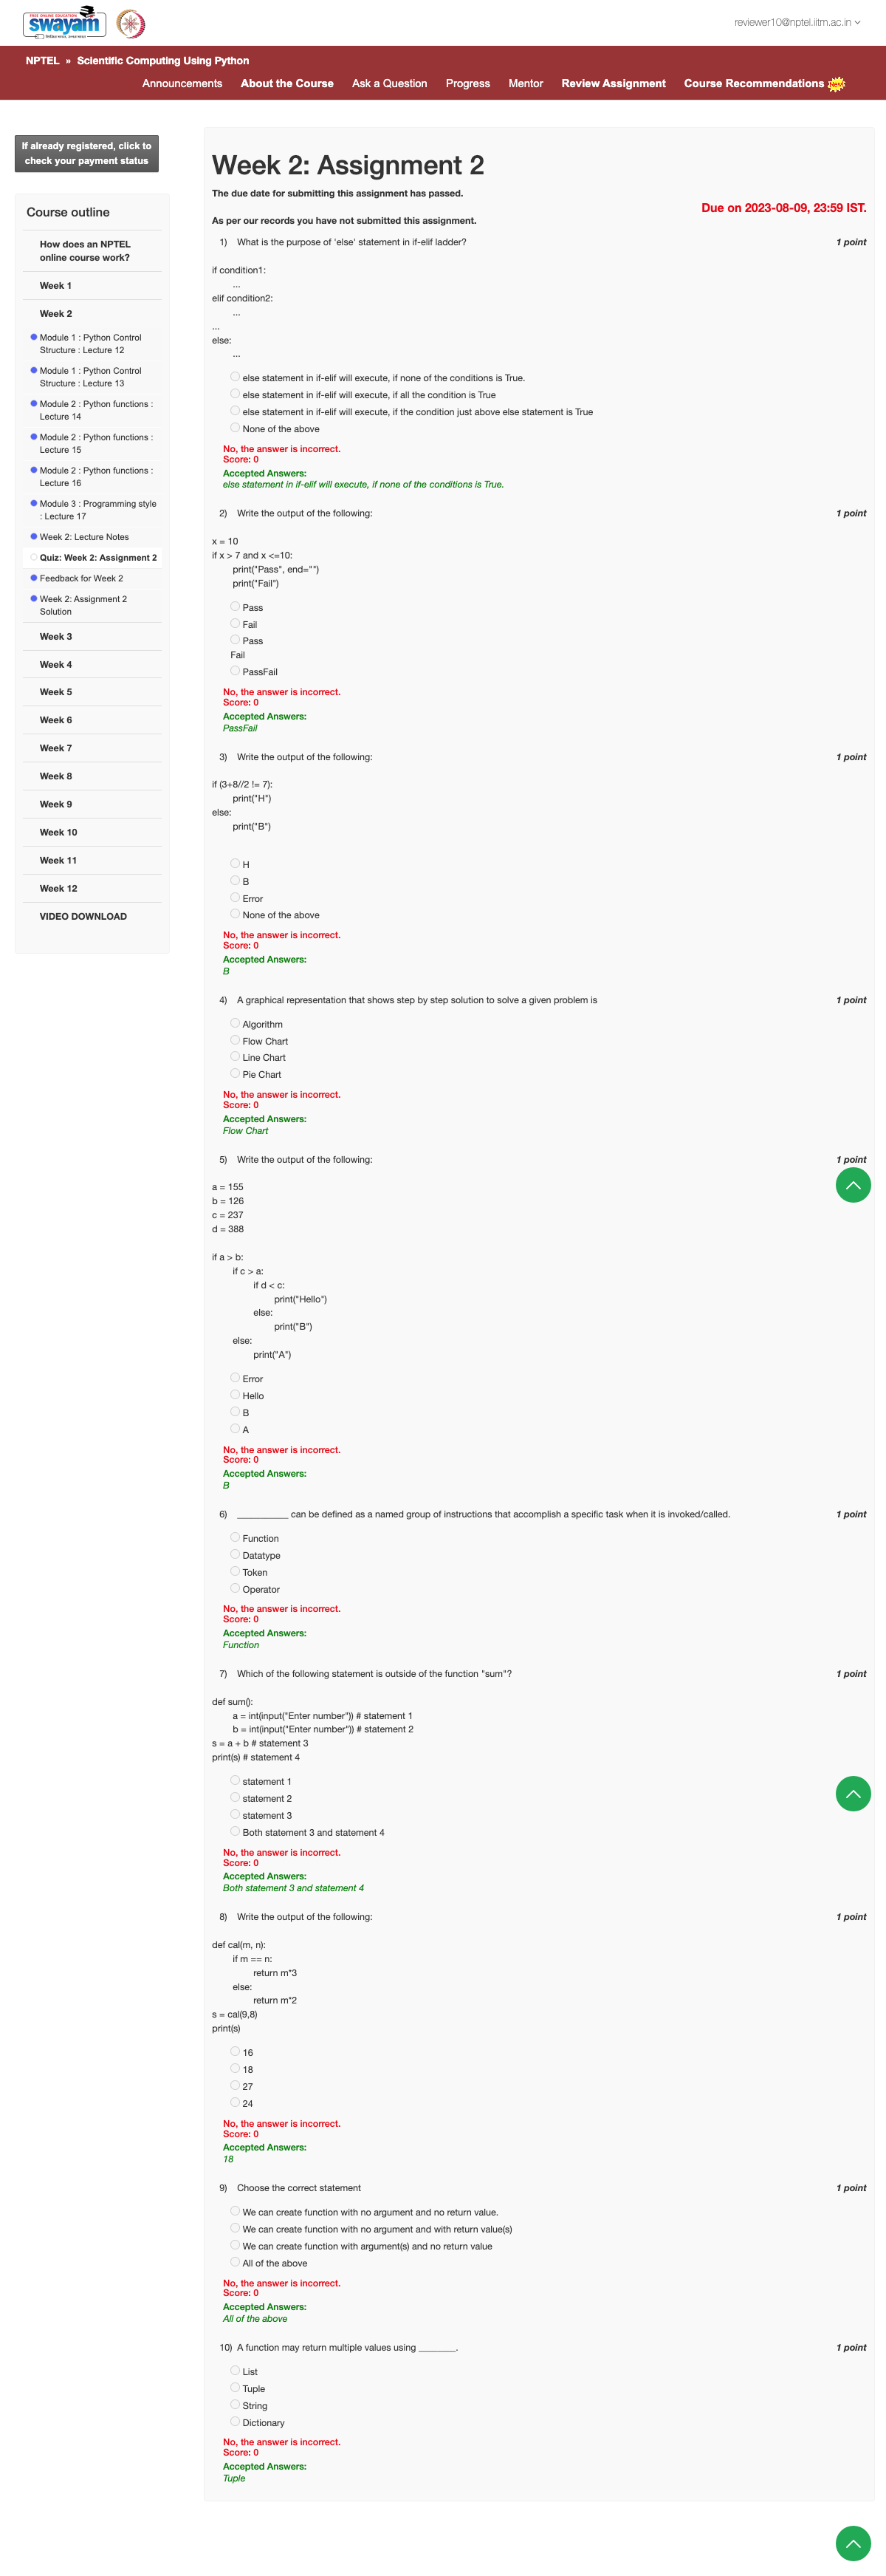 FREE ONLINE EDUCATION
swayam
reviewer10@nptel.iitm.ac.in
NPTEL » Scientific Computing Using Python
Announcements About the Course Ask a Question Progress Mentor Review Assignment Course Recommendations
If already registered, click to
check your payment status
Course outline
How does an NPTEL
online course work?
Week 1
Week 2
Module 1 : Python Control
Structure : Lecture 12
Module 1 : Python Control
Structure : Lecture 13
Module 2 : Python functions :
Lecture 14
Module 2 : Python functions :
Lecture 15
Module 2 : Python functions :
Lecture 16
Module 3 : Programming style
: Lecture 17
Week 2: Lecture Notes
Quiz: Week 2: Assignment 2
Feedback for Week 2
Week 2: Assignment 2
Solution
Week 3
Week 4
Week 5
Week 6
Week 7
Week 8
Week 9
Week 10
Week 11
Week 12
VIDEO DOWNLOAD
Week 2: Assignment 2
The due date for submitting this assignment has passed.
Due on 2023-08-09, 23:59 IST.
As per our records you have not submitted this assignment.
1) What is the purpose of 'else' statement in if-elif ladder? 1 point
if condition1:
...
elif condition2:
...
...
else:
...
else statement in if-elif will execute, if none of the conditions is True.
else statement in if-elif will execute, if all the condition is True
else statement in if-elif will execute, if the condition just above else statement is True
None of the above
No, the answer is incorrect.
Score: 0
Accepted Answers:
else statement in if-elif will execute, if none of the conditions is True.
2) Write the output of the following: 1 point
x = 10
if x > 7 and x <=10:
print("Pass", end="")
print("Fail")
Pass
Fail
Pass
Fail
PassFail
No, the answer is incorrect.
Score: 0
Accepted Answers:
PassFail
3) Write the output of the following: 1 point
if (3+8//2 != 7):
print("H")
else:
print("B")
H
B
Error
None of the above
No, the answer is incorrect.
Score: 0
Accepted Answers:
B
4) A graphical representation that shows step by step solution to solve a given problem is 1 point
Algorithm
Flow Chart
Line Chart
Pie Chart
No, the answer is incorrect.
Score: 0
Accepted Answers:
Flow Chart
5) Write the output of the following: 1 point
a = 155
b = 126
c = 237
d = 388
if a > b:
if c > a:
if d < c:
print("Hello")
else:
print("B")
else:
print("A")
Error
Hello
B
A
No, the answer is incorrect.
Score: 0
Accepted Answers:
B
6) __________ can be defined as a named group of instructions that accomplish a specific task when it is invoked/called. 1 point
Function
Datatype
Token
Operator
No, the answer is incorrect.
Score: 0
Accepted Answers:
Function
7) Which of the following statement is outside of the function "sum"? 1 point
def sum():
a = int(input("Enter number")) # statement 1
b = int(input("Enter number")) # statement 2
s = a + b # statement 3
print(s) # statement 4
statement 1
statement 2
statement 3
Both statement 3 and statement 4
No, the answer is incorrect.
Score: 0
Accepted Answers:
Both statement 3 and statement 4
8) Write the output of the following: 1 point
def cal(m, n):
if m == n:
return m*3
else:
return m*2
s = cal(9,8)
print(s)
16
18
27
24
No, the answer is incorrect.
Score: 0
Accepted Answers:
18
9) Choose the correct statement 1 point
We can create function with no argument and no return value.
We can create function with no argument and with return value(s)
We can create function with argument(s) and no return value
All of the above
No, the answer is incorrect.
Score: 0
Accepted Answers:
All of the above
10) A function may return multiple values using _______. 1 point
List
Tuple
String
Dictionary
No, the answer is incorrect.
Score: 0
Accepted Answers:
Tuple